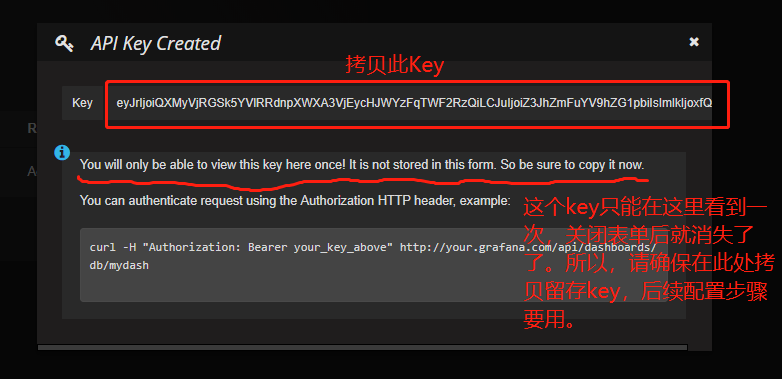 API Key Created
拷贝此Key
Key
eyJrIjoiQXMyVjRGSk5YVlRRdnpXWXA3VjEycHJWYzFqTWF2RzQiLCJuIjoiZ3JhZmFuYV9hZG1pbiIsImlkIjoxfQ
You will only be able to view this key here once! It is not stored in this form. So be sure to copy it now.
You can authenticate request using the Authorization HTTP header, example:
curl -H "Authorization: Bearer your_key_above" http://your.grafana.com/api/dashboards/
db/mydash
这个key只能在这里看到一
次，关闭表单后就消失了
了。所以，请确保在此处拷
贝留存key，后续配置步骤
要用。
R
A